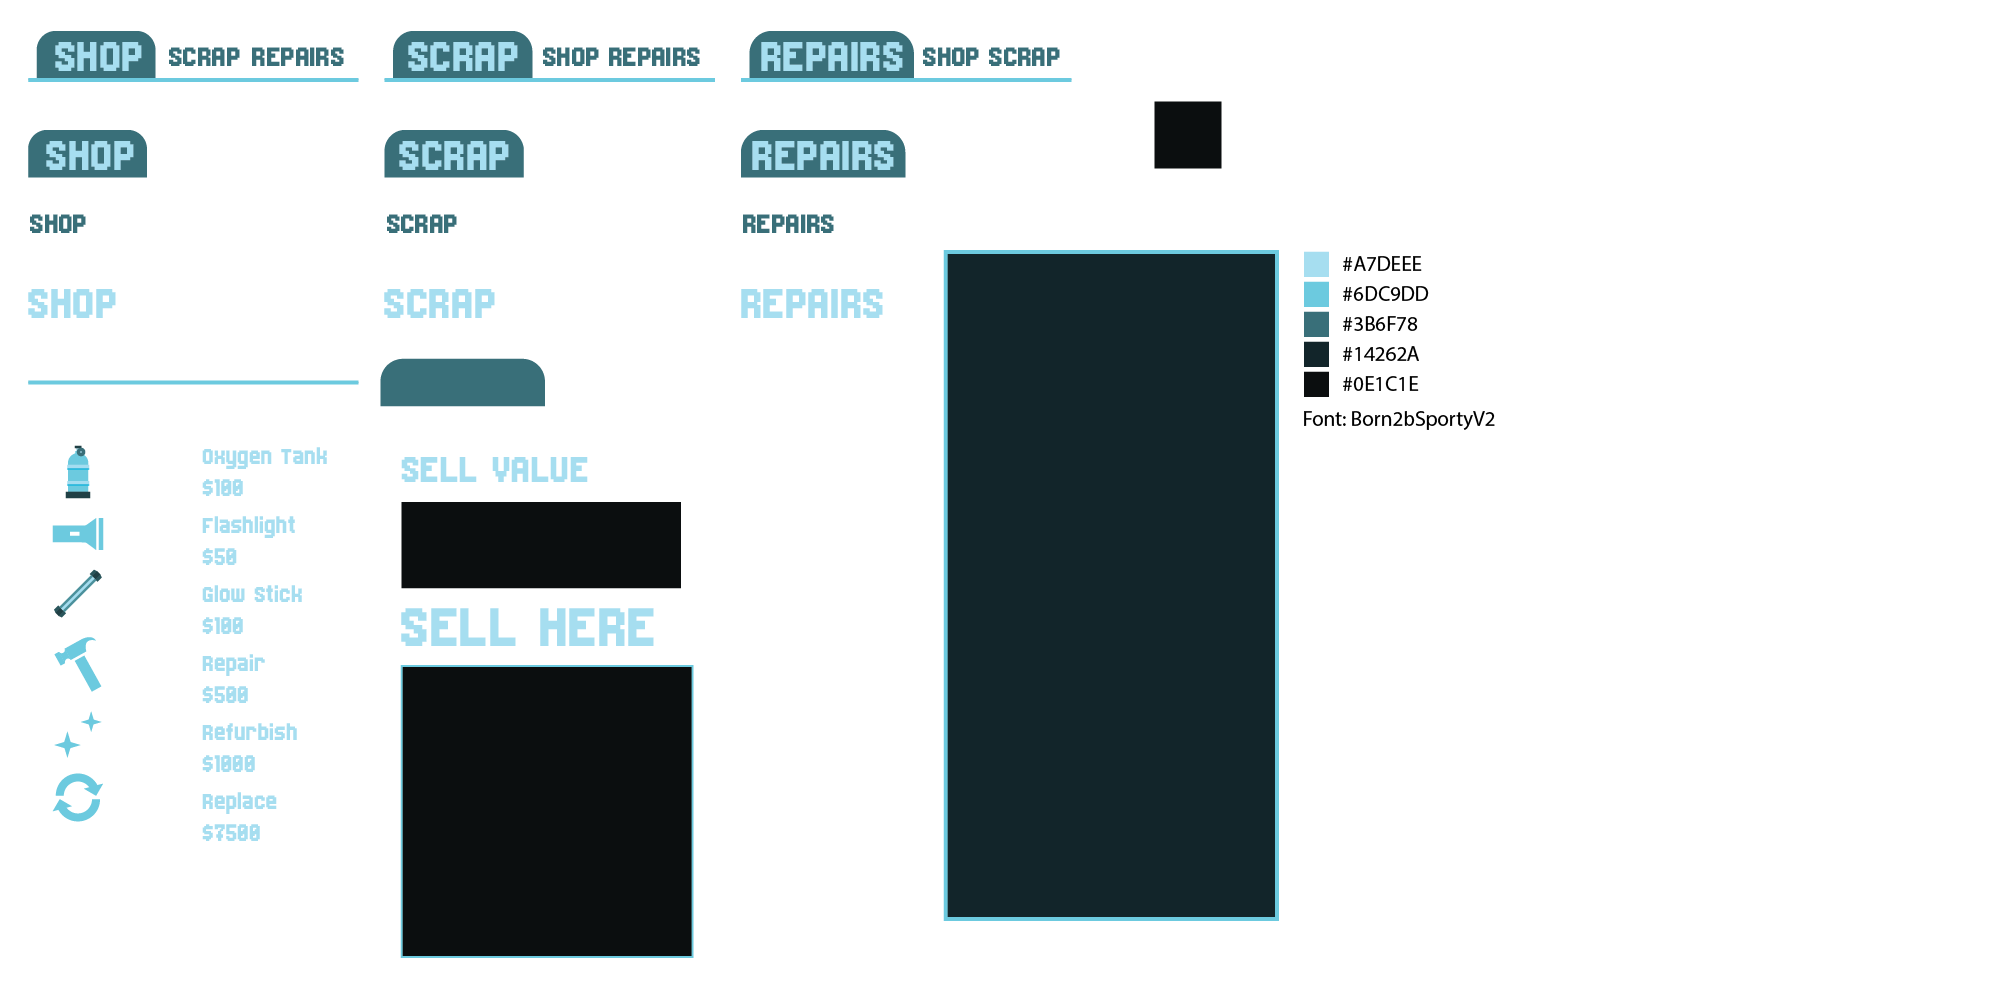 SHOP SCRAP REPAIRS
SCRAP SHOP REPAIRS
REPAIRS SHOP SCRAP
SHOP
SCRAP
REPAIRS
SHOP
SCRAP
REPAIRS
SHOP
SCRAP
REPAIRS
Oxygen Tank
$100
Flashlight
$50
Glow Stick
$100
Repair
$500
Refurbish
$1000
Replace
$7500
SELL VALUE
SELL HERE
#A7DEEE
#6DC9DD
#3B6F78
#14262A
#0E1C1E
Font: Born2bSportyV2